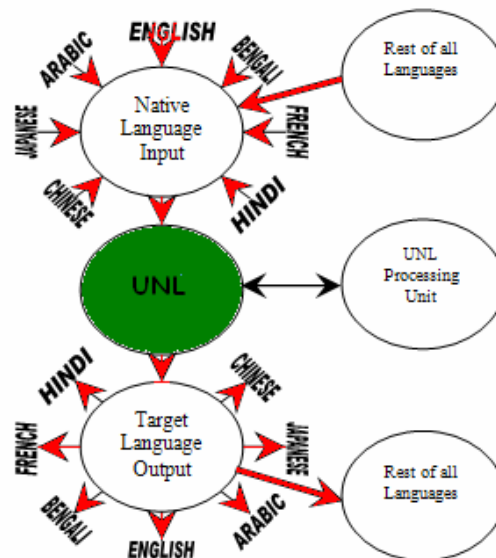 ENGLISH
ARABIC
BENGALI
Rest of all
Languages
JAPANESE
Native
Language
Input
FRENCH
CHINESE
HINDI
UNL
UNL
Processing
Unit
HINDI
CHINESE
FRENCH
Target
Language
Output
JAPANESE
BENGALI
ARABIC
ENGLISH
Rest of all
Languages